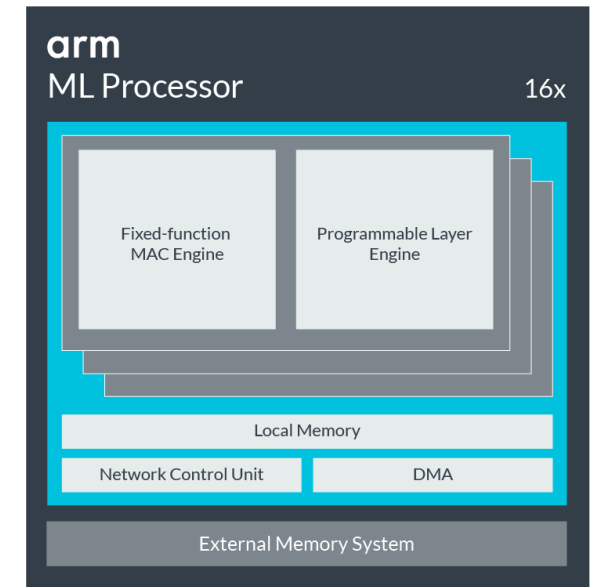 arm
ML Processor
16x
Fixed-function
MAC Engine
Programmable Layer
Engine
Local Memory
Network Control Unit
DMA
External Memory System